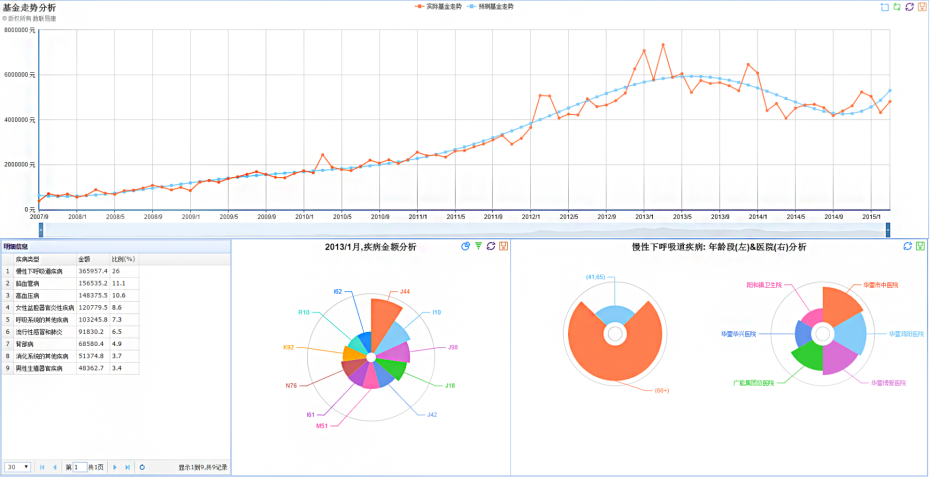 基金走势分析
版权所有 数联易康
实际基金走势 预测基金走势
8000000 元
6000000 元
4000000 元
2000000 元
0 元
2007/9 2008/1 2008/5 2008/9 2009/1 2009/5 2009/9 2010/1 2010/5 2010/9 2011/1 2011/5 2011/9 2012/1 2012/5 2012/9 2013/1 2013/5 2013/9 2014/1 2014/5 2014/9 2015/1
明细信息
疾病类型 金额 比例(%)
1 慢性下呼吸道疾病 365957.4 26
2 脑血管病 156535.2 11.1
3 高血压病 148375.5 10.6
4 女性盆腔器官炎性疾病 120779.5 8.6
5 呼吸系统的其他疾病 103245.8 7.3
6 流行性感冒和肺炎 91830.2 6.5
7 肾部病 68580.4 4.9
8 消化系统的其他疾病 51374.8 3.7
9 男性生殖器官疾病 48362.7 3.4
30 第 1 共1页 显示1到9,共9记录
2013/1月,疾病金额分析
I62
J44
R10
I10
K92
J98
N76
J18
I61
J42
M51
慢性下呼吸道疾病: 年龄段(左)&医院(右)分析
(41,65)
(66+)
阳和镇卫生院
华蓥市中医院
华蓥华兴医院
华蓥阎阳医院
广能集团总医院
华蓥博爱医院